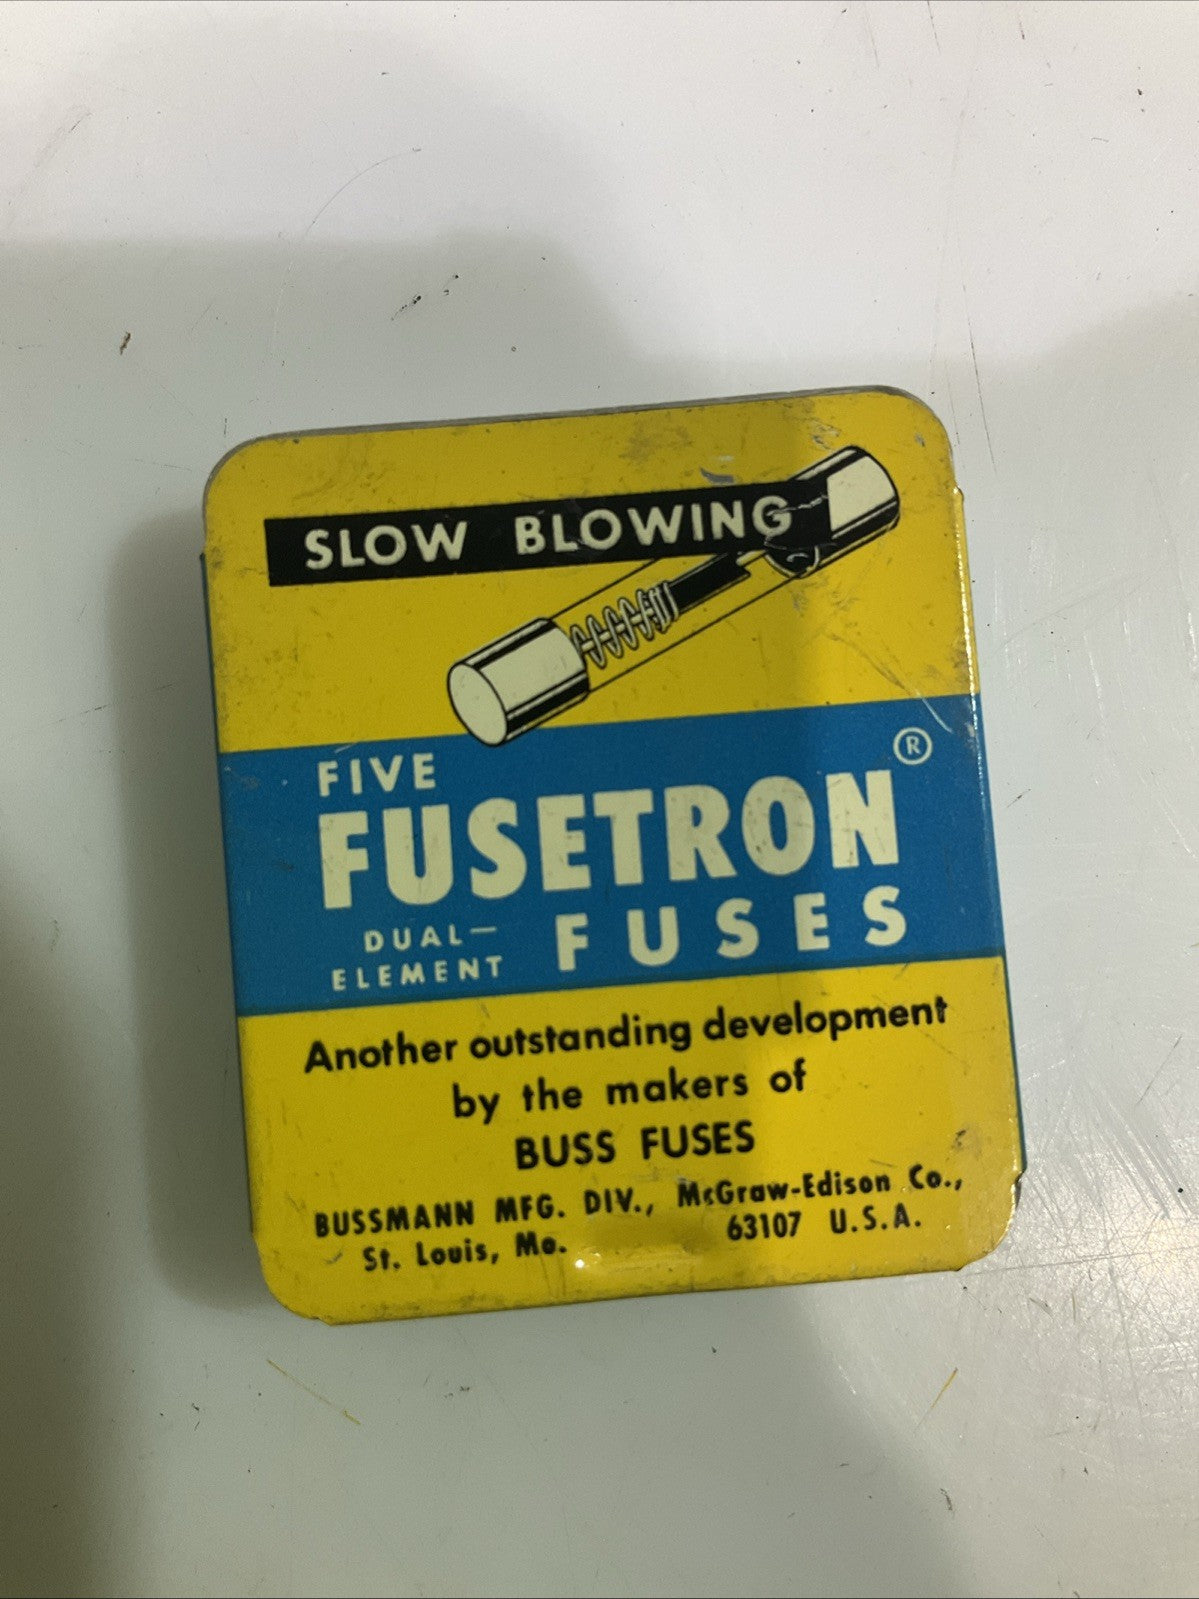 SLOW BLOWING
FIVE
FUSETRON ®
DUAL-
ELEMENT
FUSES
Another outstanding development
by the makers of
BUSS FUSES
BUSSMANN MFG. DIV., McGraw-Edison Co.,
St. Louis, Mo. 63107 U.S.A.